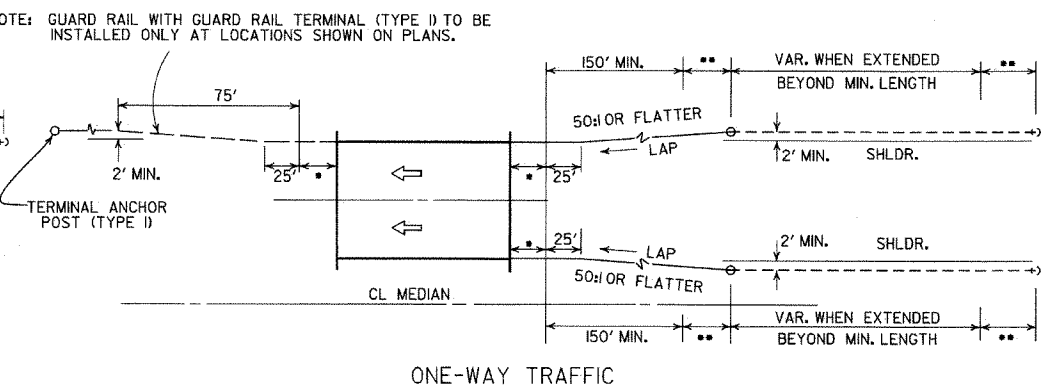 OTE: GUARD RAIL WITH GUARD RAIL TERMINAL (TYPE I) TO BE
INSTALLED ONLY AT LOCATIONS SHOWN ON PLANS.
150' MIN.
**
VAR. WHEN EXTENDED
BEYOND MIN. LENGTH
**
75'
50:1 OR FLATTER
LAP
2' MIN.
SHLDR.
2' MIN.
25'
*
*
25'
TERMINAL ANCHOR
POST (TYPE I)
*
25'
LAP
50:1 OR FLATTER
2' MIN.
SHLDR.
CL MEDIAN
150' MIN.
**
VAR. WHEN EXTENDED
BEYOND MIN. LENGTH
**
ONE-WAY TRAFFIC